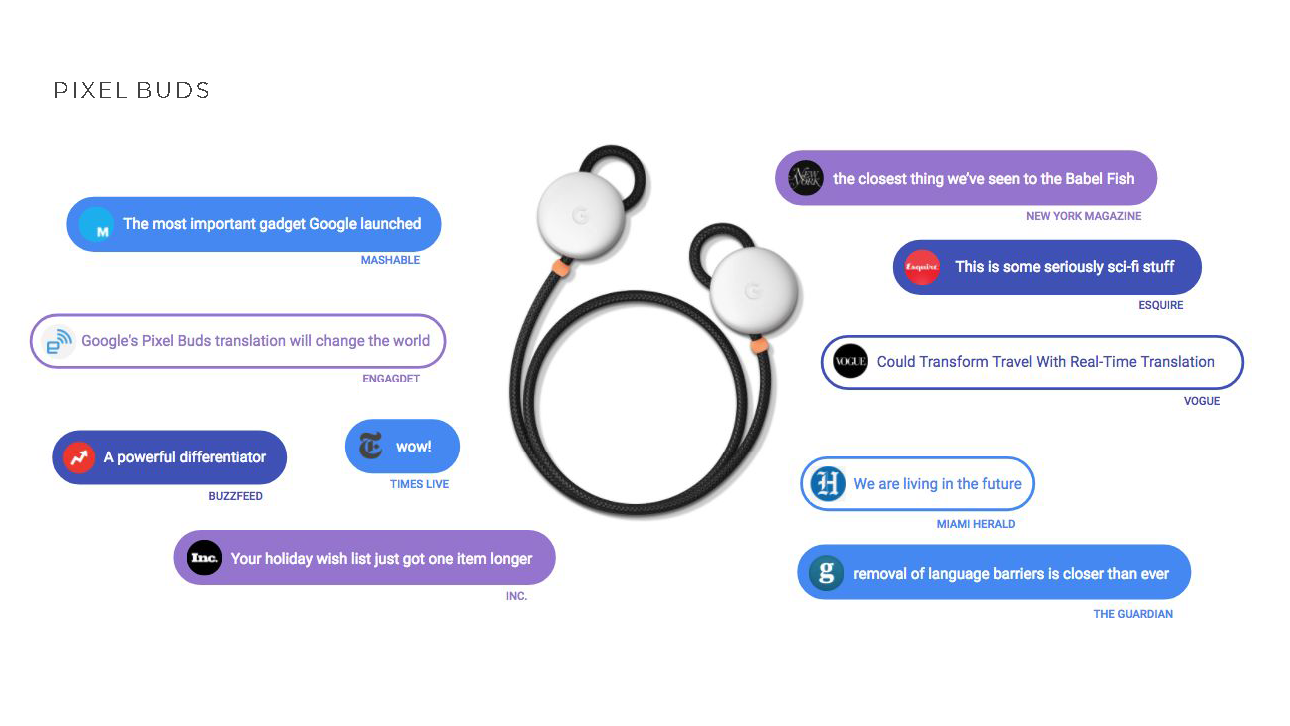 PIXEL BUDS
M
The most important gadget Google launched
MASHABLE
e
Google's Pixel Buds translation will change the world
ENGAGDET
A powerful differentiator
BUZZFEED
T
wow!
TIMES LIVE
Inc.
Your holiday wish list just got one item longer
INC.
G
G
NEW YORK
the closest thing we've seen to the Babel Fish
NEW YORK MAGAZINE
Esquire
This is some seriously sci-fi stuff
ESQUIRE
VOGUE
Could Transform Travel With Real-Time Translation
VOGUE
H
We are living in the future
MIAMI HERALD
g
removal of language barriers is closer than ever
THE GUARDIAN